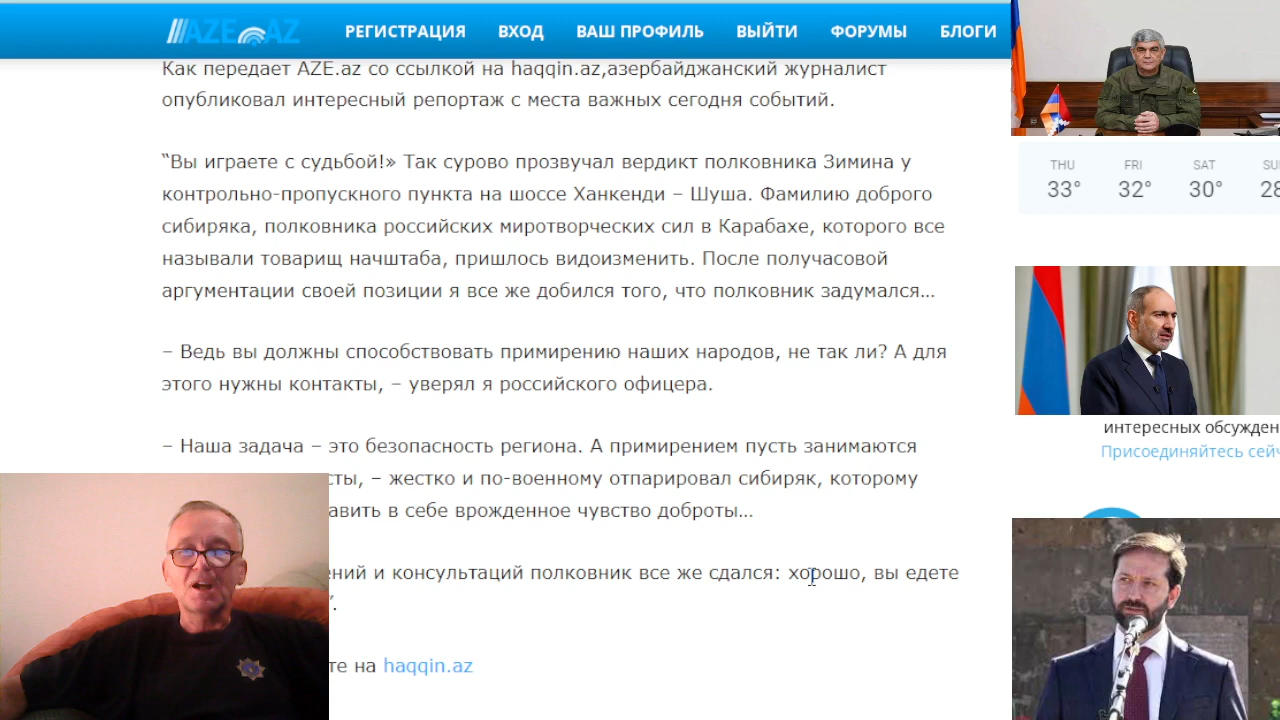 AZE.AZ
РЕГИСТРАЦИЯ ВХОД ВАШ ПРОФИЛЬ ВЫЙТИ ФОРУМЫ БЛОГИ
Как передает AZE.az со ссылкой на haqqin.az,азербайджанский журналист
опубликовал интересный репортаж с места важных сегодня событий.
“Вы играете с судьбой!» Так сурово прозвучал вердикт полковника Зимина у
контрольно-пропускного пункта на шоссе Ханкенди – Шуша. Фамилию доброго
сибиряка, полковника российских миротворческих сил в Карабахе, которого все
называли товарищ начштаба, пришлось видоизменить. После получасовой
аргументации своей позиции я все же добился того, что полковник задумался...
– Ведь вы должны способствовать примирению наших народов, не так ли? А для
этого нужны контакты, – уверял я российского офицера.
– Наша задача – это безопасность региона. А примирением пусть занимаются
сты, – жестко и по-военному отпарировал сибиряк, которому
авить в себе врожденное чувство доброты...
ений и консультаций полковник все же сдался: хорошо, вы едете
”.
те на haqqin.az
THU FRI SAT SU
33° 32° 30° 28
интересных обсужден
Присоединяйтесь сейч